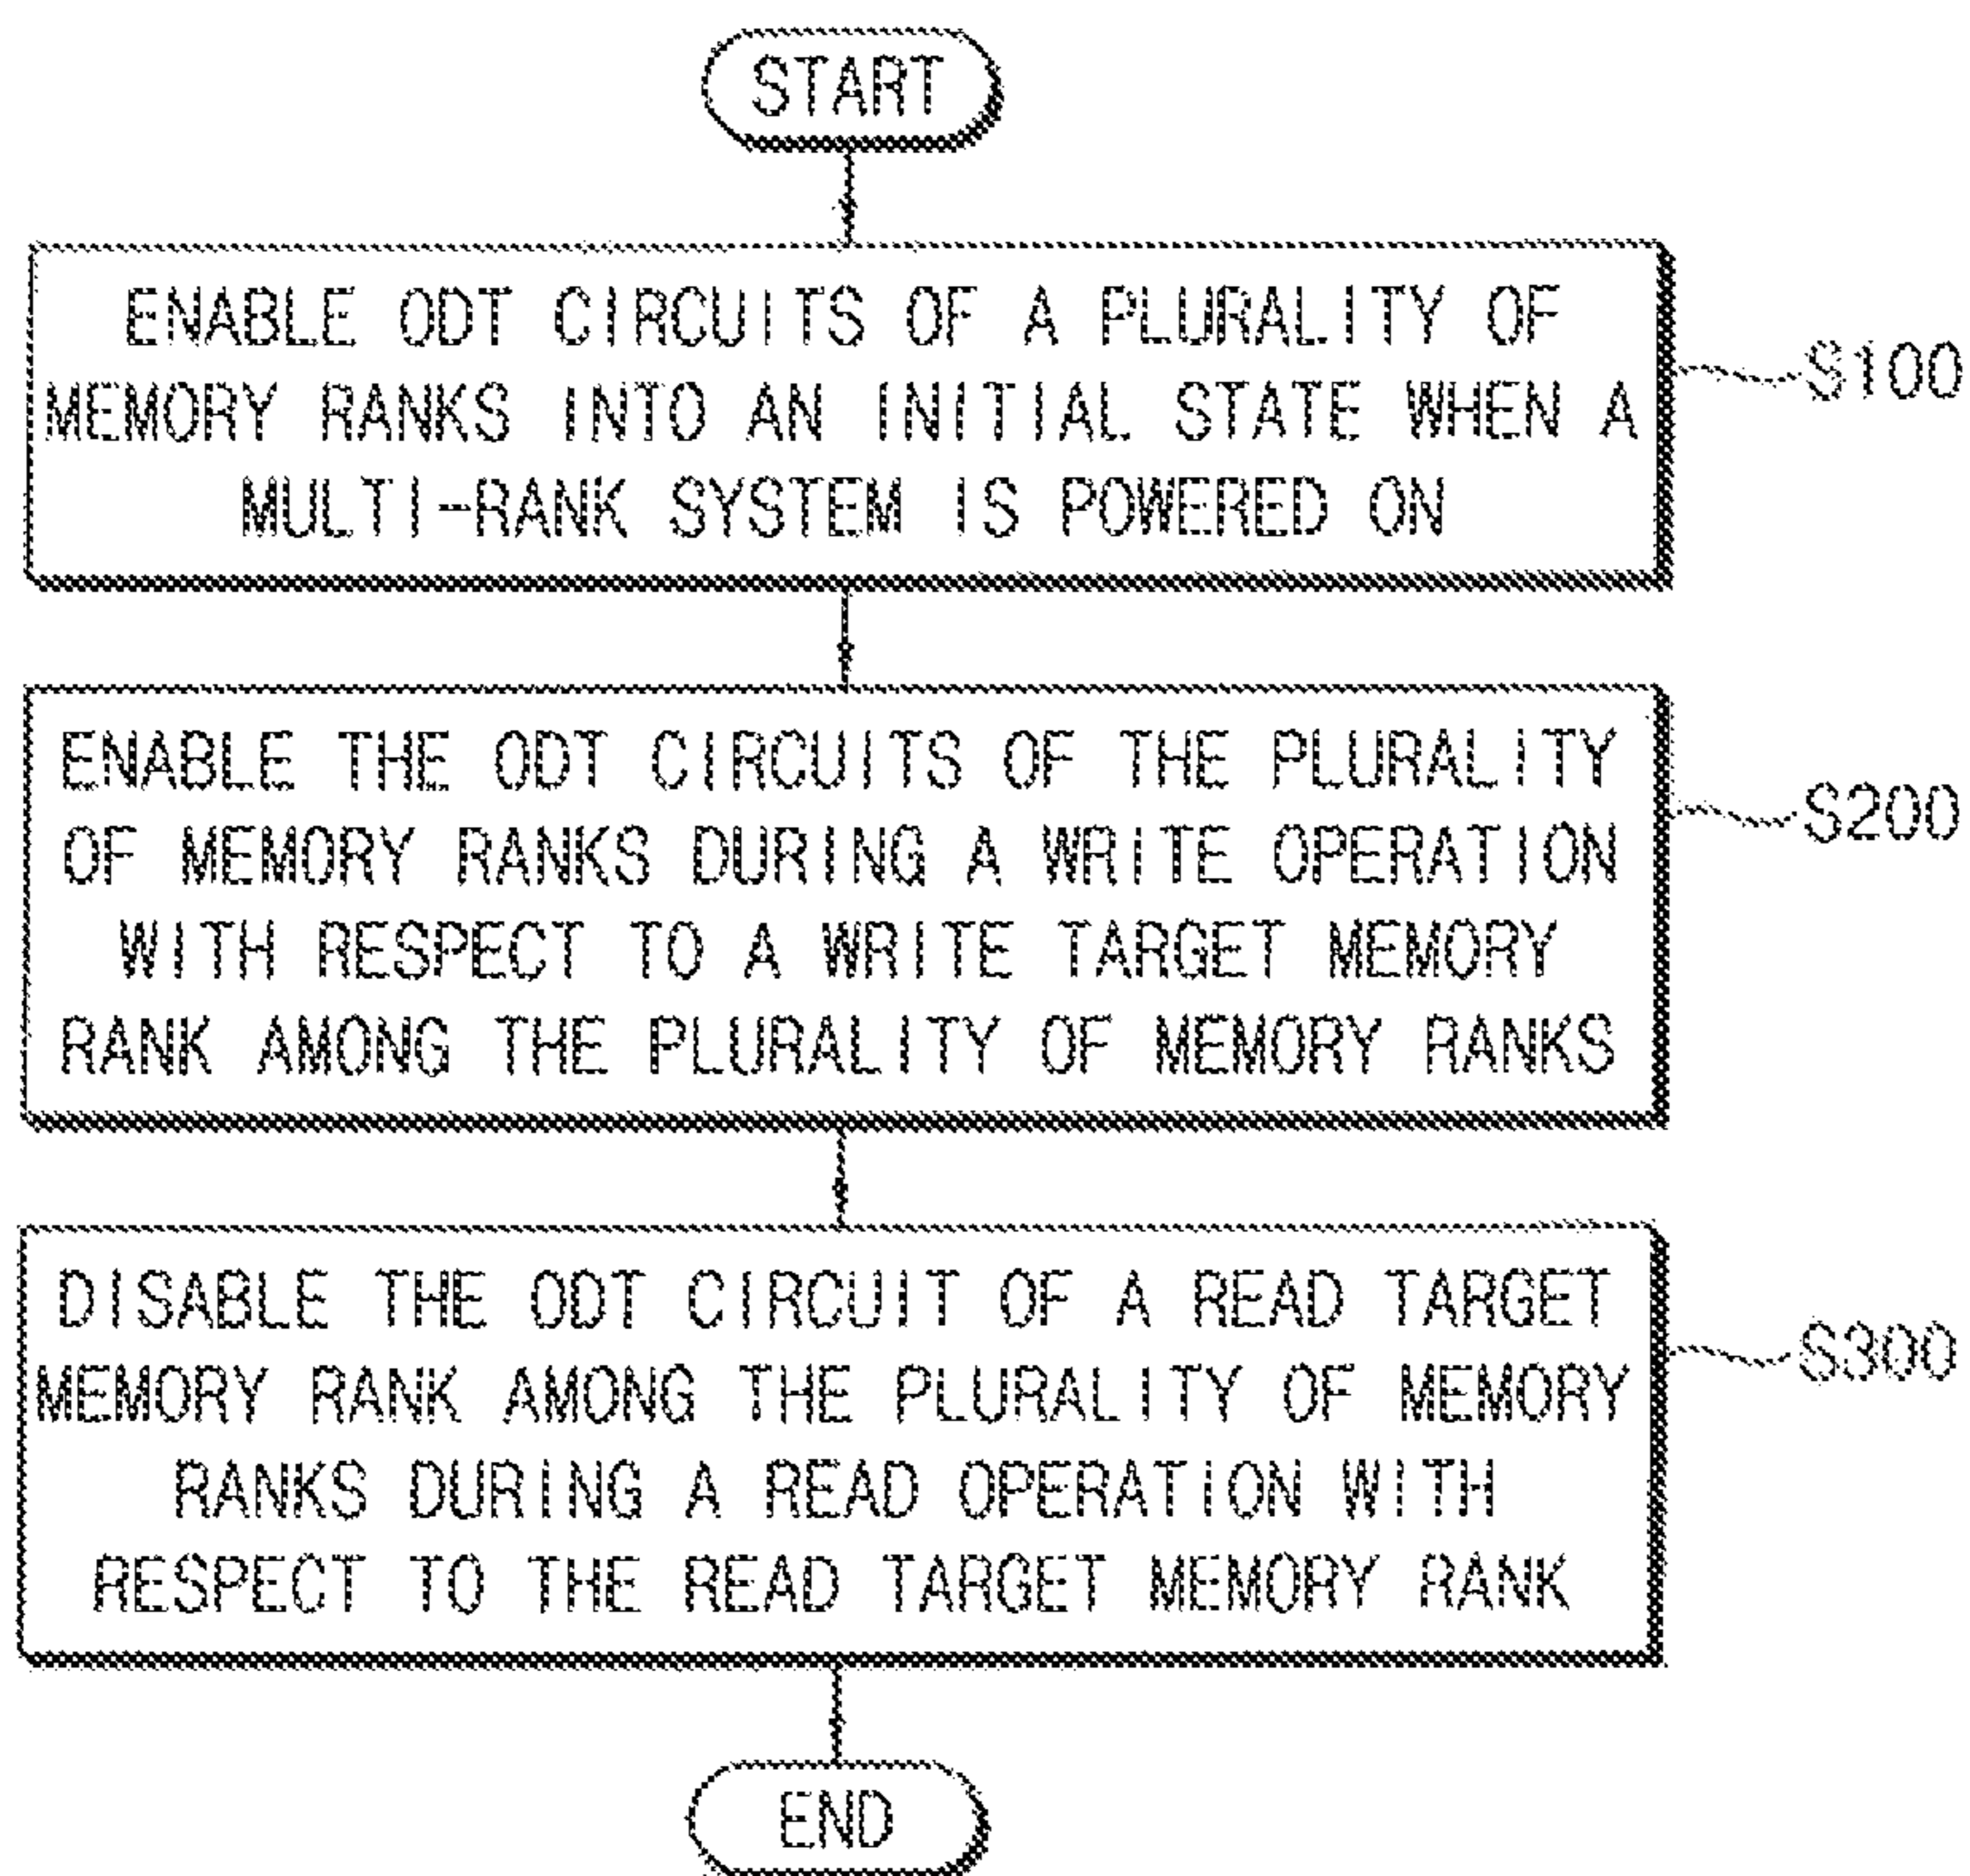 START
ENABLE ODT CIRCUITS OF A PLURALITY OF
MEMORY RANKS INTO AN INITIAL STATE WHEN A
MULTI-RANK SYSTEM IS POWERED ON
S100
ENABLE THE ODT CIRCUITS OF THE PLURALITY
OF MEMORY RANKS DURING A WRITE OPERATION
WITH RESPECT TO A WRITE TARGET MEMORY
RANK AMONG THE PLURALITY OF MEMORY RANKS
S200
DISABLE THE ODT CIRCUIT OF A READ TARGET
MEMORY RANK AMONG THE PLURALITY OF MEMORY
RANKS DURING A READ OPERATION WITH
RESPECT TO THE READ TARGET MEMORY RANK
S300
END